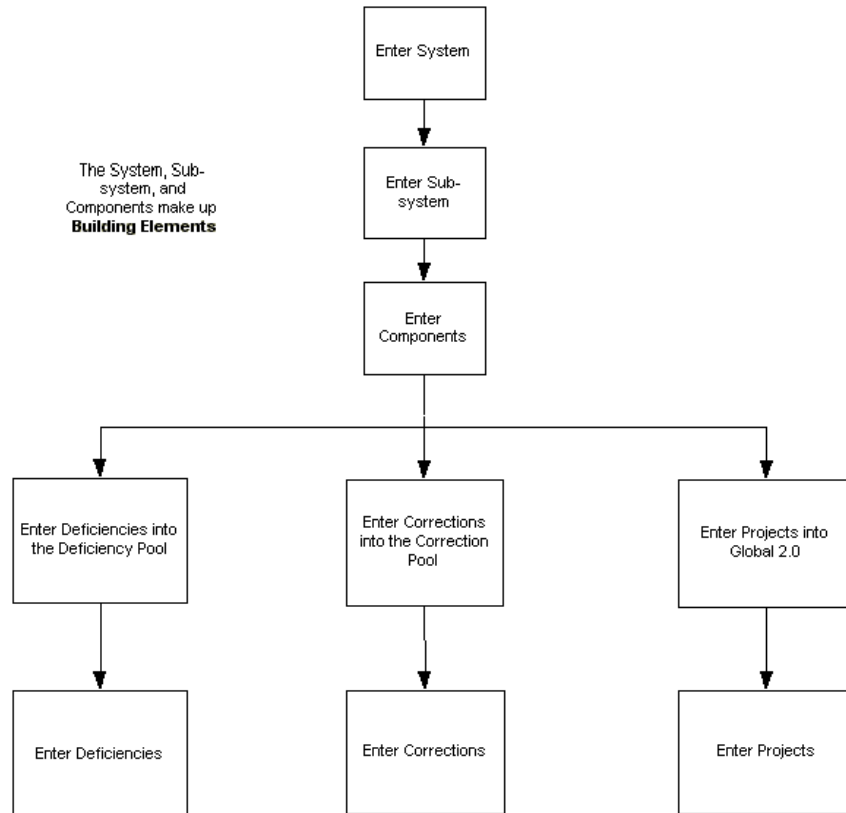 Enter System
The System, Sub-
system, and
Components make up
Building Elements
Enter Sub-
system
Enter
Components
Enter Deficiencies into
the Deficiency Pool
Enter Corrections
into the Correction
Pool
Enter Projects into
Global 2.0
Enter Deficiencies
Enter Corrections
Enter Projects